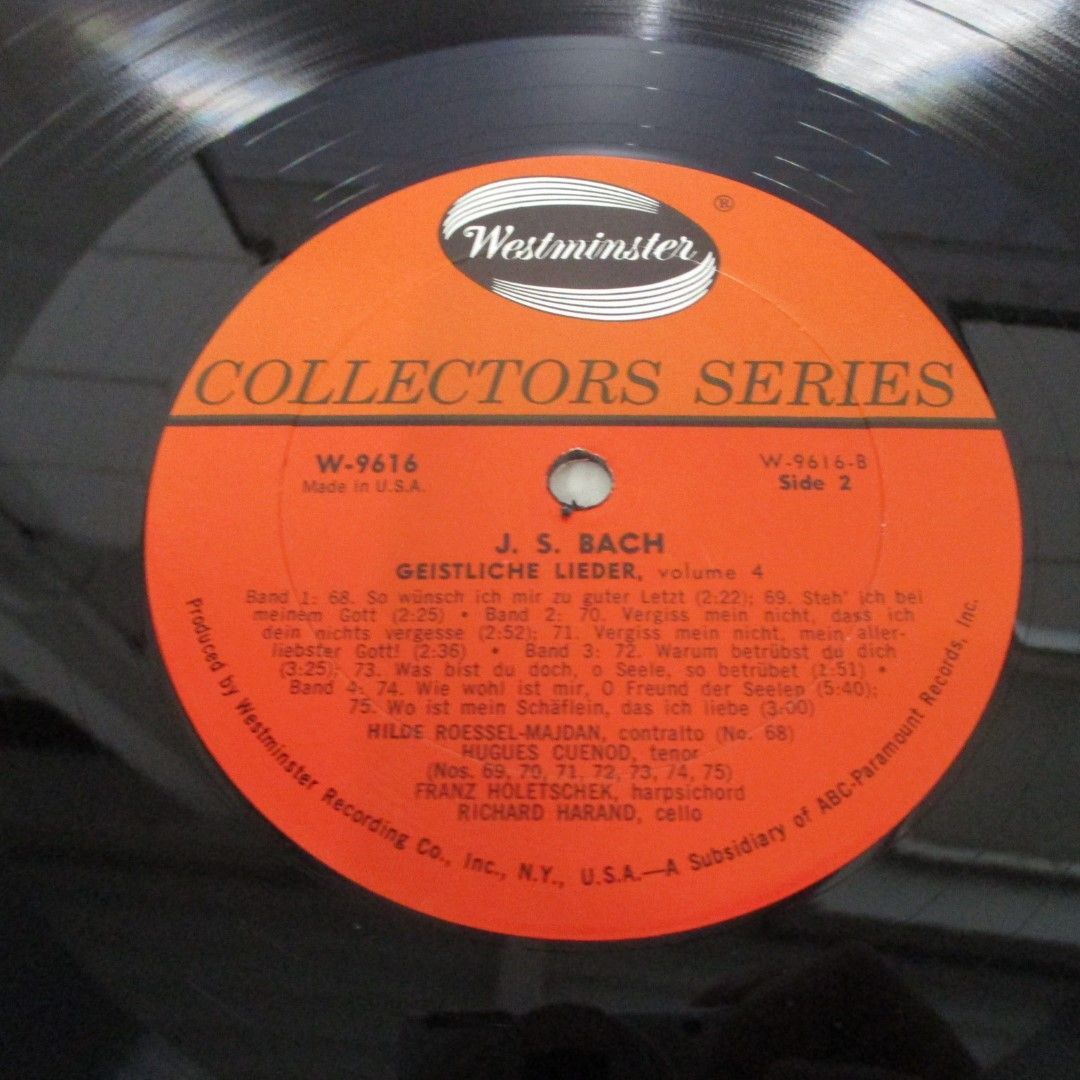 Westminster
®
COLLECTORS SERIES
W-9616
Made in U.S.A.
W-9616-B
Side 2
J. S. BACH
GEISTLICHE LIEDER, volume 4
Band 1: 68. So wünsch ich mir zu guter Letzt (2:22); 69. Steh' ich bei
meinem Gott (2:25) • Band 2: 70. Vergiss mein nicht, dass ich
dein nichts vergesse (2:52); 71. Vergiss mein nicht, mein aller-
liebster Gott! (2:36) • Band 3: 72. Warum betrübst du dich
(3:25); 73. Was bist du doch, o Seele, so betrübet (1:51) •
Band 4: 74. Wie wohl ist mir, O Freund der Seelen (5:40);
75. Wo ist mein Schäflein, das ich liebe (3:00)
HILDE ROESSEL-MAJDAN, contralto (No. 68)
HUGUES CUENOD, tenor
(Nos. 69, 70, 71, 72, 73, 74, 75)
FRANZ HOLETSCHEK, harpsichord
RICHARD HARAND, cello
Produced by Westminster Recording Co., Inc., N.Y., U.S.A.—A Subsidiary of ABC-Paramount Records, Inc.